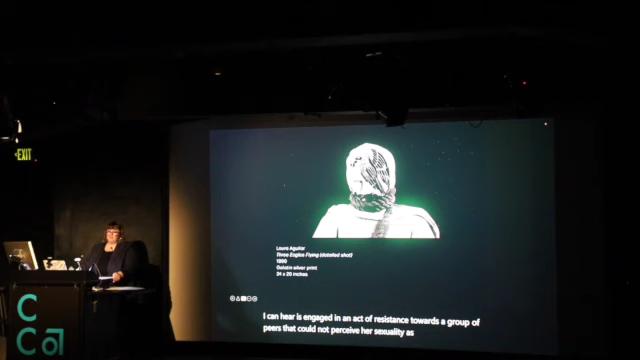 EXIT
Laura Aguilar
Three Eagles Flying (detailed shot)
1990
Gelatin silver print
24 x 20 inches
I can hear is engaged in an act of resistance towards a group of
peers that could not perceive her sexuality as
C
C